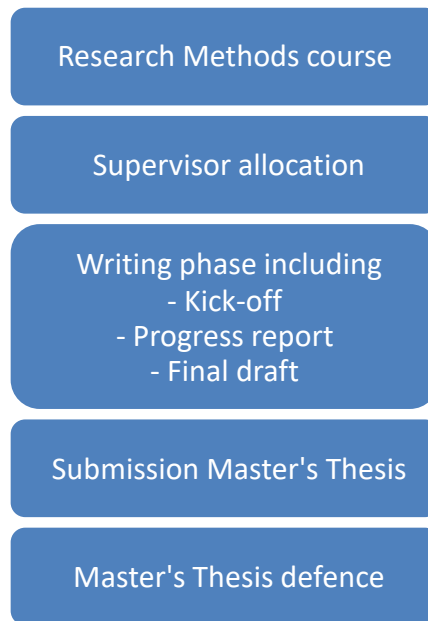 Research Methods course
Supervisor allocation
Writing phase including
- Kick-off
- Progress report
- Final draft
Submission Master's Thesis
Master's Thesis defence